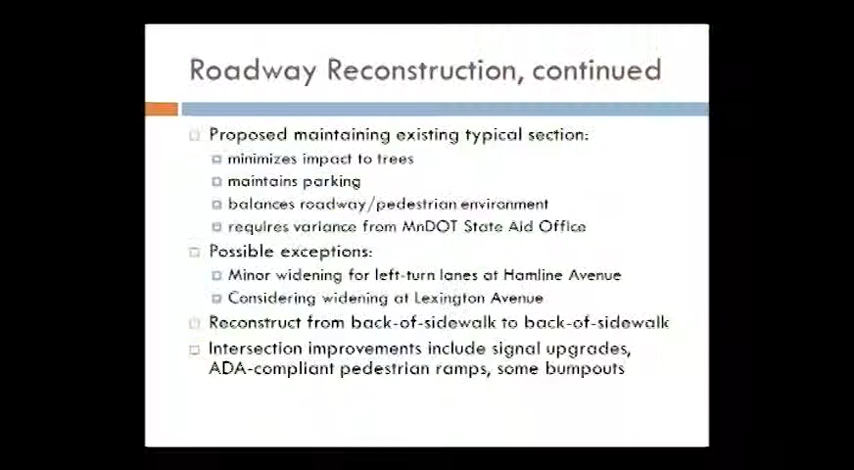 Roadway Reconstruction, continued
Proposed maintaining existing typical section:
minimizes impact to trees
maintains parking
balances roadway/pedestrian environment
requires variance from MnDOT State Aid Office
Possible exceptions:
Minor widening for left-turn lanes at Hamline Avenue
Considering widening at Lexington Avenue
Reconstruct from back-of-sidewalk to back-of-sidewalk
Intersection improvements include signal upgrades,
ADA-compliant pedestrian ramps, some bumpouts